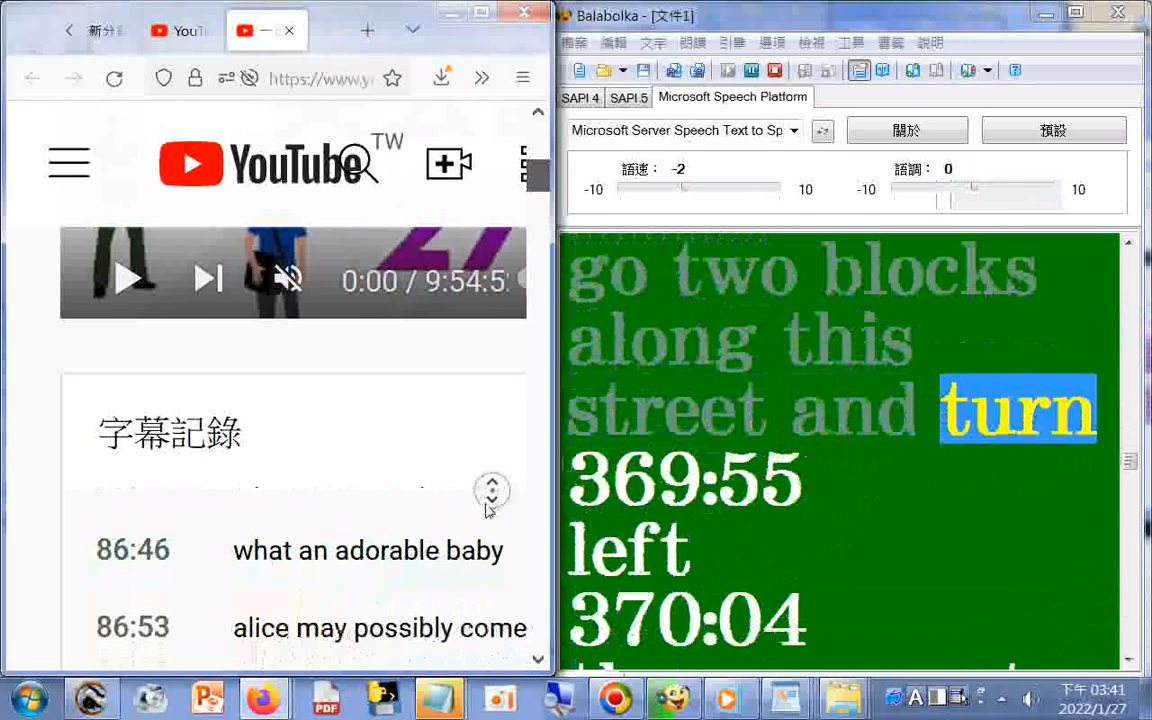 新分
YouT
一
https://www.y
YouTube
TW
27
0:00 / 9:54:5
字幕記錄
86:46 what an adorable baby
86:53 alice may possibly come
Balabolka - [文件1]
檔案 編輯 文字 朗讀 引擎 選項 檢視 工具 書籤 說明
SAPI 4 SAPI 5 Microsoft Speech Platform
Microsoft Server Speech Text to Sp
關於 預設
語速： -2 語調： 0
-10 10 -10 10
go two blocks
along this
street and turn
369:55
left
370:04
PDF
A
下午 03:41
2022/1/27